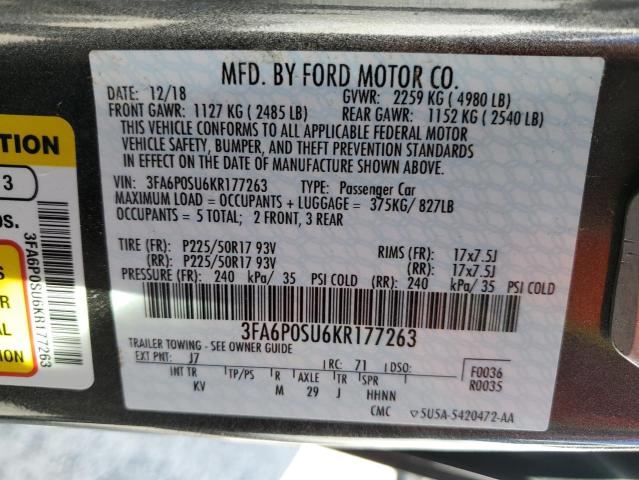 MFD. BY FORD MOTOR CO.
DATE: 12/18 GVWR: 2259 KG ( 4980 LB)
FRONT GAWR: 1127 KG ( 2485 LB) REAR GAWR: 1152 KG ( 2540 LB)
THIS VEHICLE CONFORMS TO ALL APPLICABLE FEDERAL MOTOR
VEHICLE SAFETY, BUMPER, AND THEFT PREVENTION STANDARDS
IN EFFECT ON THE DATE OF MANUFACTURE SHOWN ABOVE.
VIN: 3FA6P0SU6KR177263 TYPE: Passenger Car
MAXIMUM LOAD = OCCUPANTS + LUGGAGE = 375KG/ 827LB
OCCUPANTS = 5 TOTAL; 2 FRONT, 3 REAR
TIRE (FR): P225/50R17 93V RIMS (FR): 17x7.5J
(RR): P225/50R17 93V (RR): 17x7.5J
PRESSURE (FR): 240 kPa/ 35 PSI COLD (RR): 240 kPa/ 35 PSI COLD
3FA6P0SU6KR177263
TRAILER TOWING - SEE OWNER GUIDE
EXT PNT: J7 RC: 71 DSO: F0036
R0035
INT TR TP/PS R AXLE TR SPR
KV M 29 J HHNN
CMC ▽5U5A-5420472-AA
TION
3
OS.
3FA6P0SU6KR177263
S
ER
AL
TION